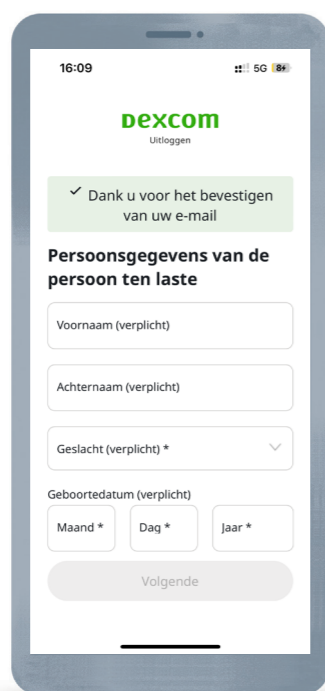 16:09
5G 8+
Dexcom
Uitloggen
Dank u voor het bevestigen
van uw e-mail
Persoonsgegevens van de
persoon ten laste
Voornaam (verplicht)
Achternaam (verplicht)
Geslacht (verplicht) *
Geboortedatum (verplicht)
Maand * Dag * Jaar *
Volgende